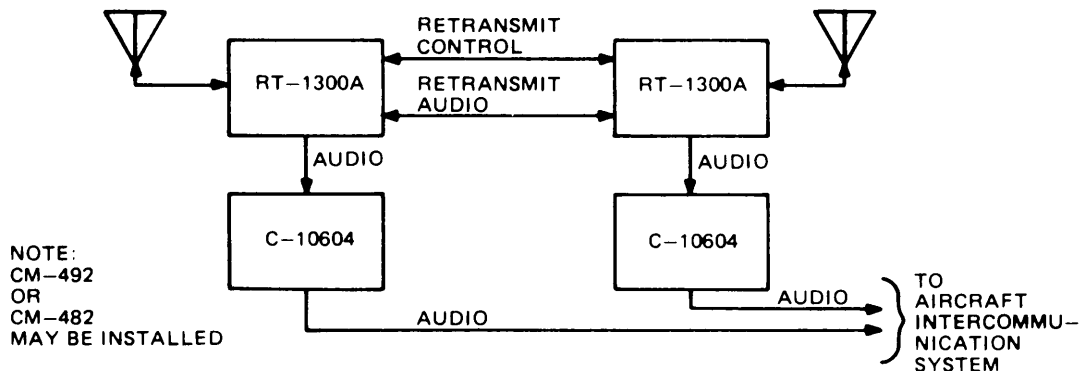 RETRANSMIT
CONTROL
RT-1300A
RETRANSMIT
AUDIO
RT-1300A
AUDIO
AUDIO
C-10604
C-10604
NOTE:
CM-492
OR
CM-482
MAY BE INSTALLED
AUDIO
AUDIO
TO
AIRCRAFT
INTERCOMMU-
NICATION
SYSTEM